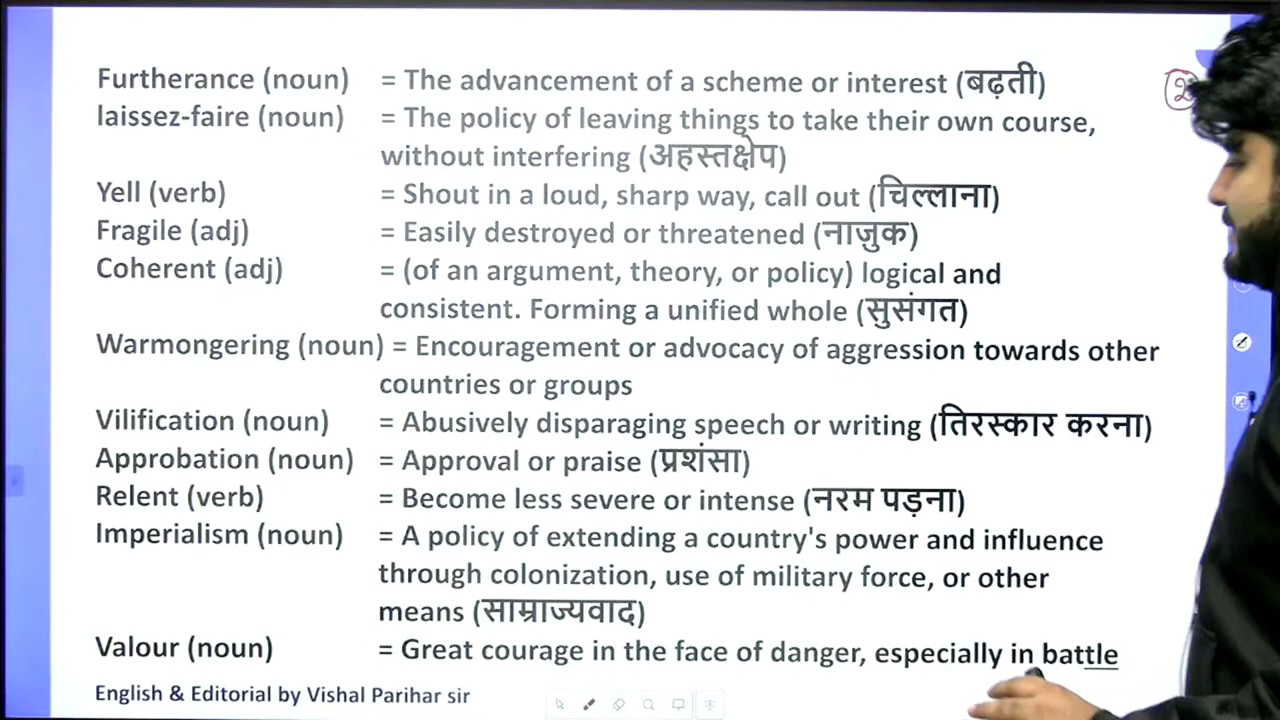 Furtherance (noun) = The advancement of a scheme or interest (बढ़ती)
laissez-faire (noun) = The policy of leaving things to take their own course,
without interfering (अहस्तक्षेप)
Yell (verb) = Shout in a loud, sharp way, call out (चिल्लाना)
Fragile (adj) = Easily destroyed or threatened (नाजुक)
Coherent (adj) = (of an argument, theory, or policy) logical and
consistent. Forming a unified whole (सुसंगत)
Warmongering (noun) = Encouragement or advocacy of aggression towards other
countries or groups
Vilification (noun) = Abusively disparaging speech or writing (तिरस्कार करना)
Approbation (noun) = Approval or praise (प्रशंसा)
Relent (verb) = Become less severe or intense (नरम पड़ना)
Imperialism (noun) = A policy of extending a country's power and influence
through colonization, use of military force, or other
means (साम्राज्यवाद)
Valour (noun) = Great courage in the face of danger, especially in battle
English & Editorial by Vishal Parihar sir